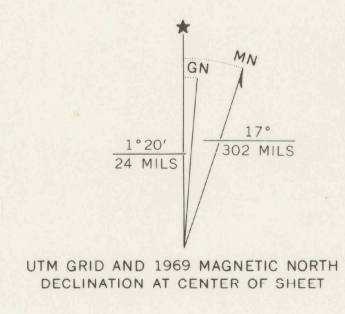 MN
GN
1°20'
24 MILS
17°
302 MILS
UTM GRID AND 1969 MAGNETIC NORTH
DECLINATION AT CENTER OF SHEET